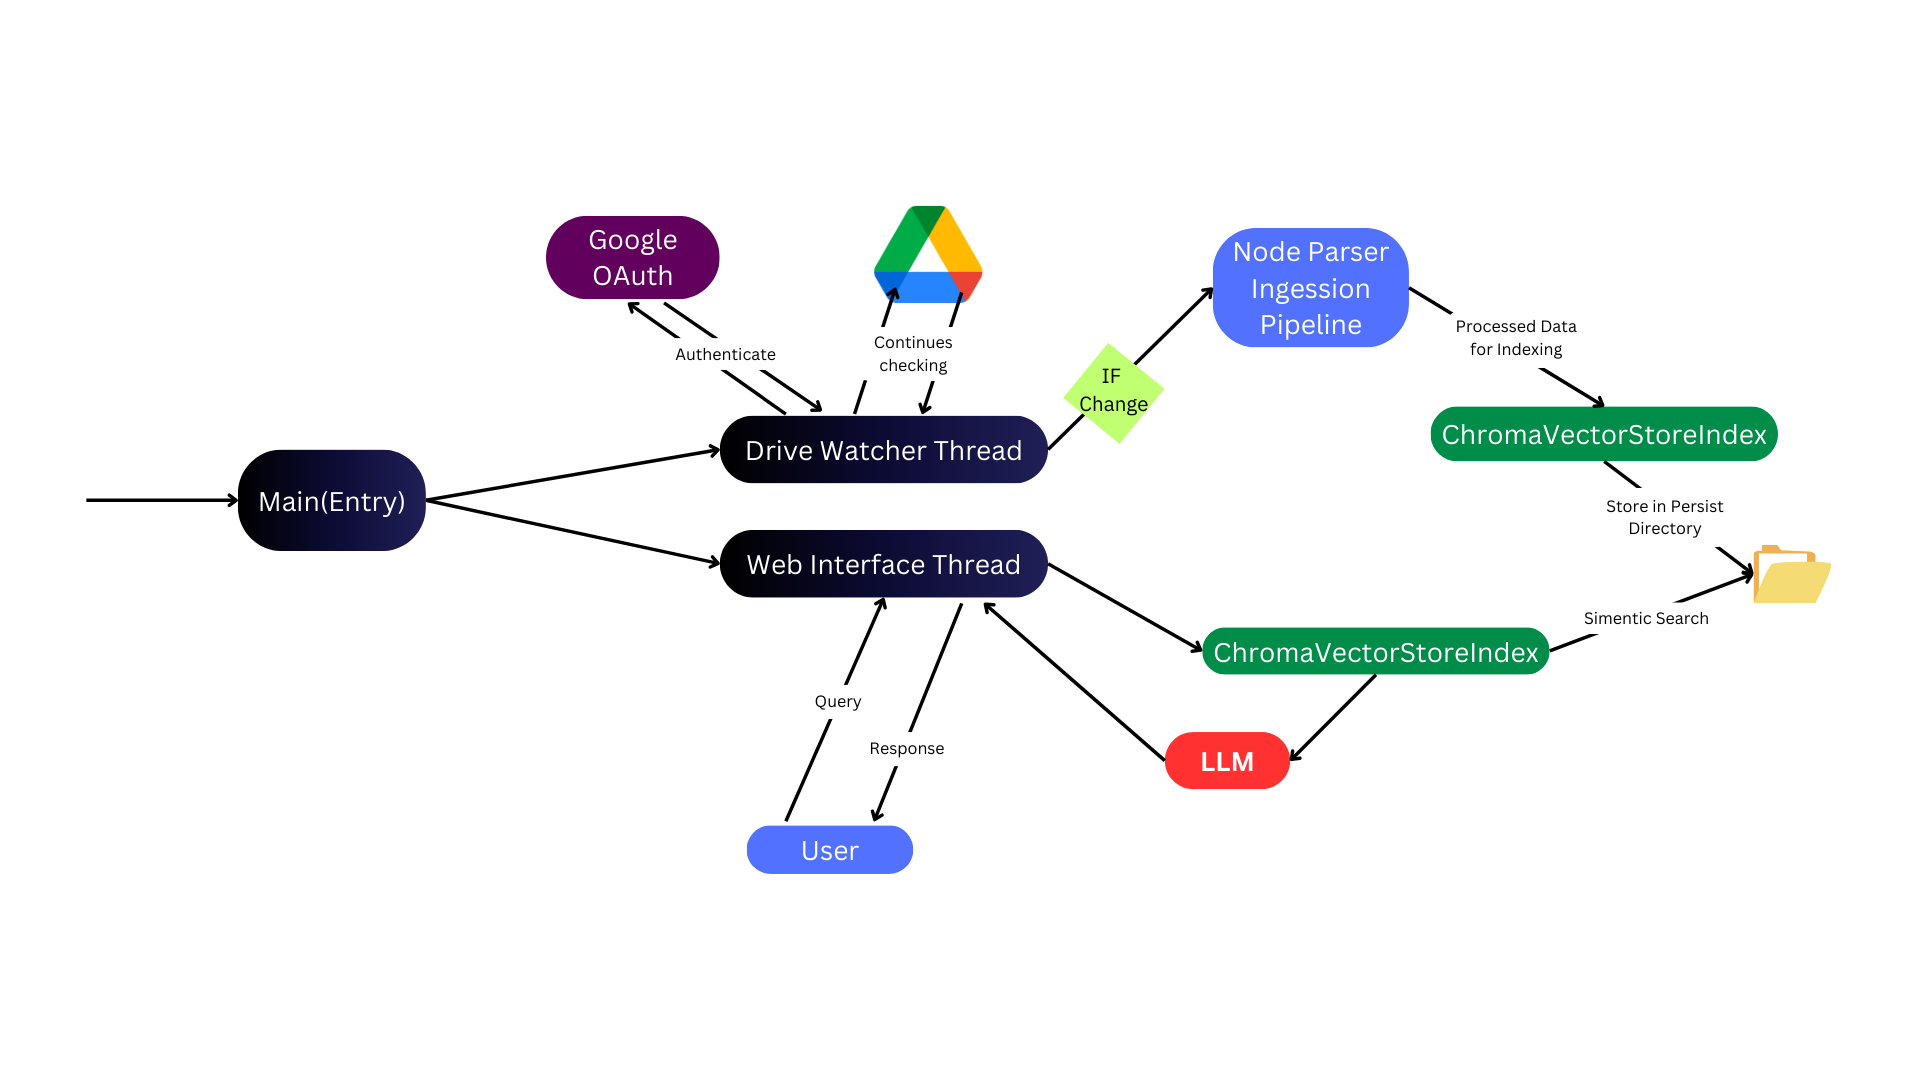 Google
OAuth
Authenticate
Continues
checking
Node Parser
Ingession
Pipeline
IF
Change
Processed Data
for Indexing
ChromaVectorStoreIndex
Drive Watcher Thread
Main(Entry)
Store in Persist
Directory
Web Interface Thread
Simentic Search
ChromaVectorStoreIndex
Query
Response
LLM
User